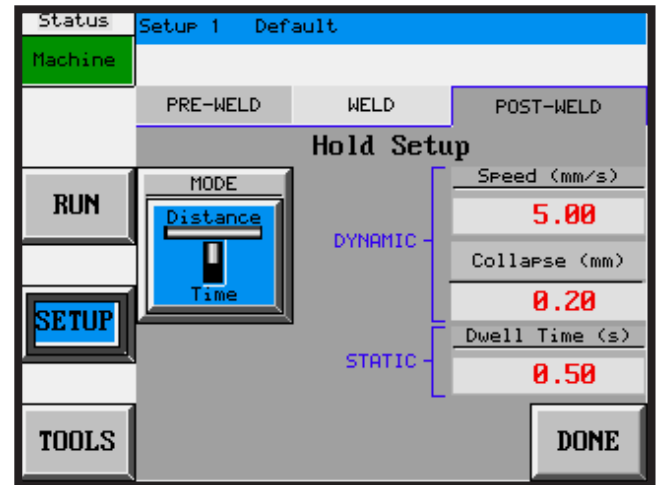 Status
Setup 1 Default
Machine
PRE-WELD WELD POST-WELD
Hold Setup
RUN
MODE
Distance
Time
DYNAMIC
Speed (mm/s)
5.00
Collapse (mm)
0.20
SETUP
STATIC
Dwell Time (s)
0.50
TOOLS
DONE